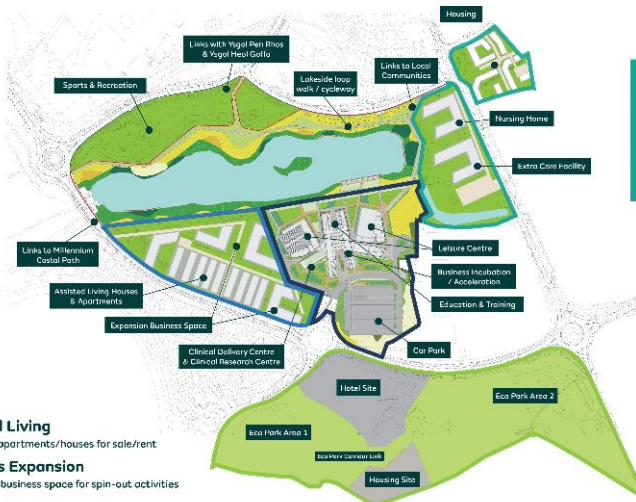 Housing
Links with Ysgol Pen Rhos
& Ysgol Heol Goffa
Links to Local
Communities
Sports & Recreation
Lakeside loop
walk / cycleway
Nursing Home
Extra Care Facility
Links to Millennium
Costal Path
Leisure Centre
Assisted Living Houses
& Apartments
Business Incubation
/ Acceleration
Education & Training
Expansion Business Space
Clinical Delivery Centre
& Clinical Research Centre
Car Park
Hotel Site
Eco Park Area 2
Living
apartments/houses for sale/rent
Eco Park Area 1
Eco Park Corridor Link
Expansion
business space for spin-out activities
Housing Site